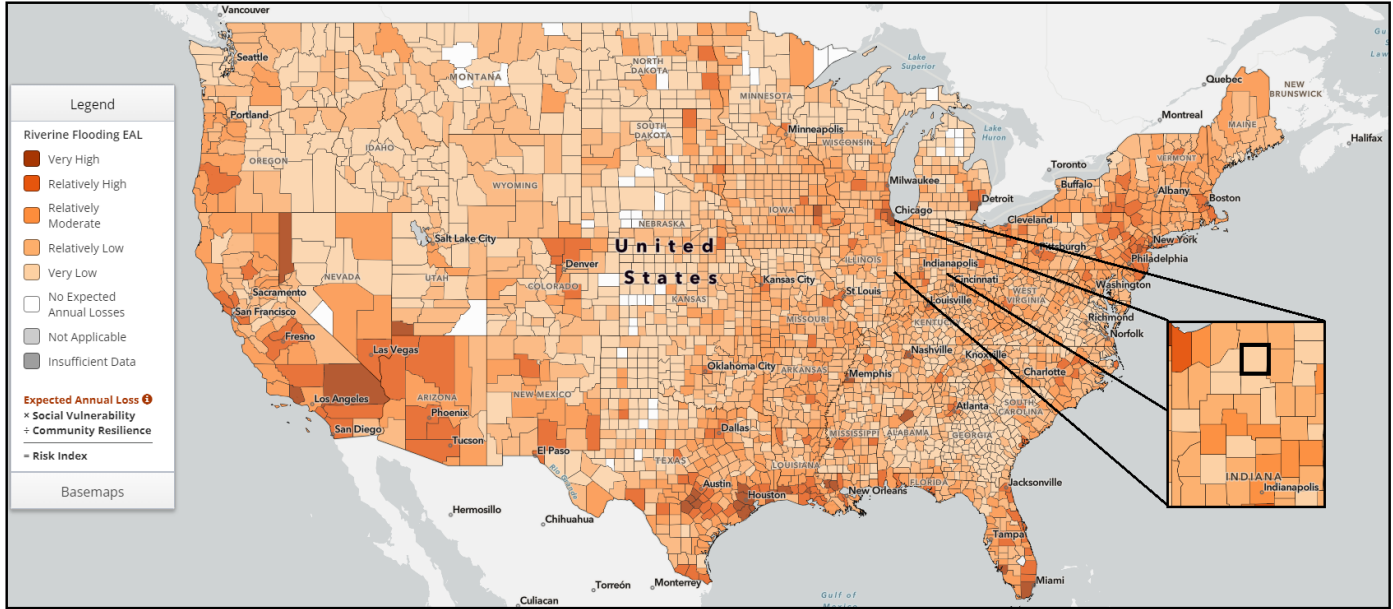 Legend
Riverine Flooding EAL
Very High
Relatively High
Relatively
Moderate
Relatively Low
Very Low
No Expected
Annual Losses
Not Applicable
Insufficient Data
Expected Annual Loss
× Social Vulnerability
÷ Community Resilience
= Risk Index
Basemaps
Vancouver
Seattle
Portland
MONTANA
NORTH
DAKOTA
MINNESOTA
Lake
Superior
Quebec
NEW
BRUNSWICK
Montreal
MAINE
Halifax
OREGON
IDAHO
SOUTH
DAKOTA
Minneapolis
WISCONSIN
Lake
Huron
Toronto
VERMONT
WYOMING
Milwaukee
Buffalo
Albany
Detroit
Boston
IOWA
Chicago
Cleveland
NEBRASKA
Salt Lake City
United
States
Pittsburgh
New York
Philadelphia
NEVADA
UTAH
Denver
COLORADO
ILLINOIS
Indianapolis
Cincinnati
Washington
Sacramento
San Francisco
KANSAS
Kansas City
St Louis
Louisville
WEST
VIRGINIA
Richmond
Norfolk
Fresno
Las Vegas
MISSOURI
KENTUCKY
Nashville
Knoxville
Oklahoma City
ARKANSAS
Memphis
Charlotte
Los Angeles
ARIZONA
Phoenix
NEW MEXICO
SOUTH
CAROLINA
Atlanta
San Diego
Tucson
Dallas
MISSISSIPPI
ALABAMA
GEORGIA
El Paso
TEXAS
LOUISIANA
Rio Grande
Austin
Houston
New Orleans
FLORIDA
Jacksonville
Hermosillo
Chihuahua
Tampa
Torreón
Monterrey
Miami
Culiacan
Gulf of
INDIANA
Indianapolis